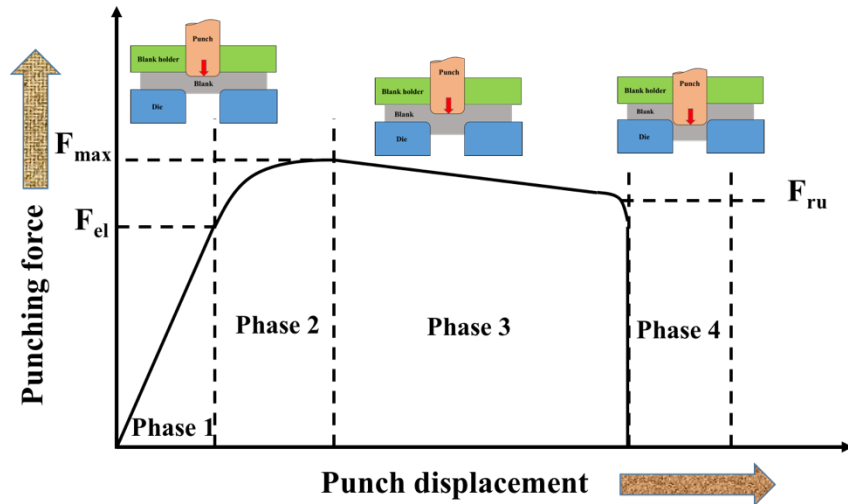 Punch
Blank holder
Blank
Die
Punch
Blank holder
Blank
Die
Punch
Blank holder
Blank
Die
Fmax
Fel
Fru
Punching force
Phase 1
Phase 2
Phase 3
Phase 4
Punch displacement